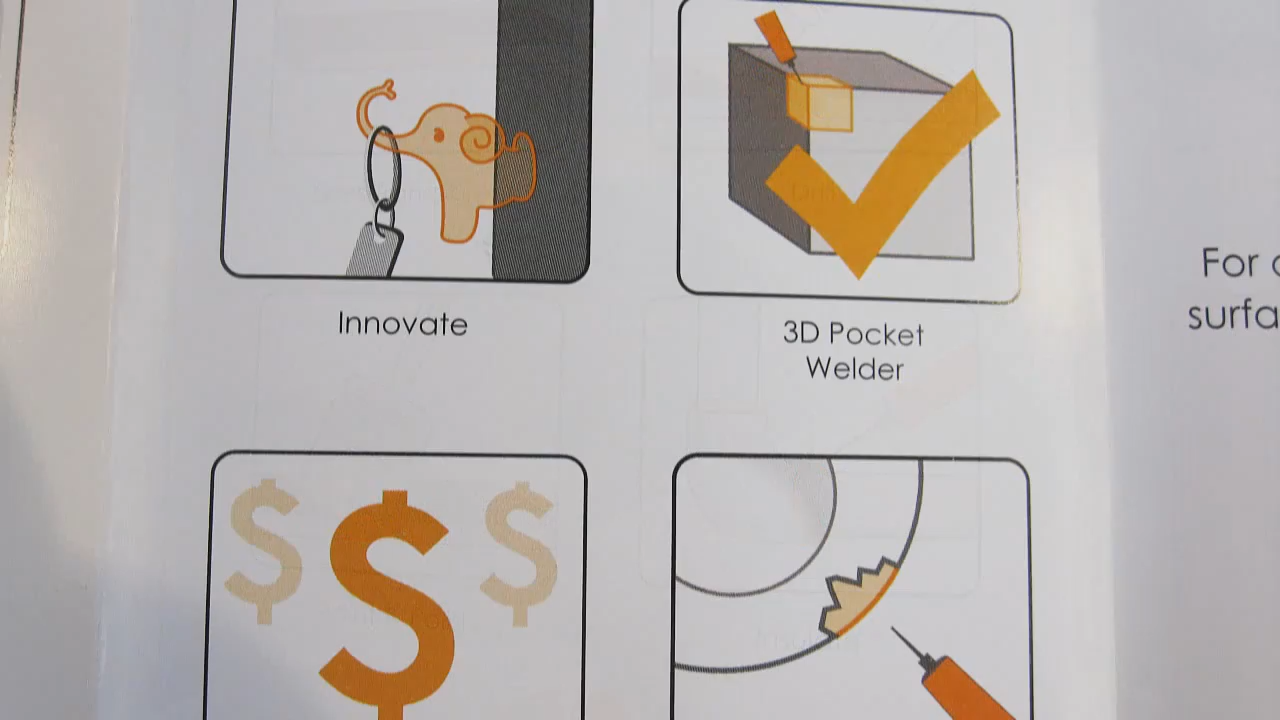 Innovate
3D Pocket
Welder
For
surfa
$ $ $